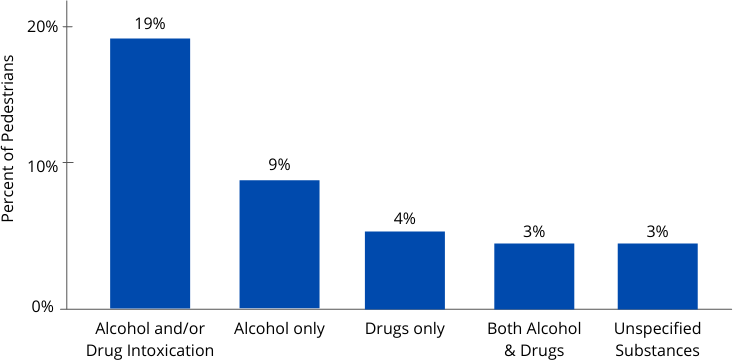 20%
10%
0%
Percent of Pedestrians
19%
9%
4%
3%
3%
Alcohol and/or
Drug Intoxication
Alcohol only
Drugs only
Both Alcohol
& Drugs
Unspecified
Substances